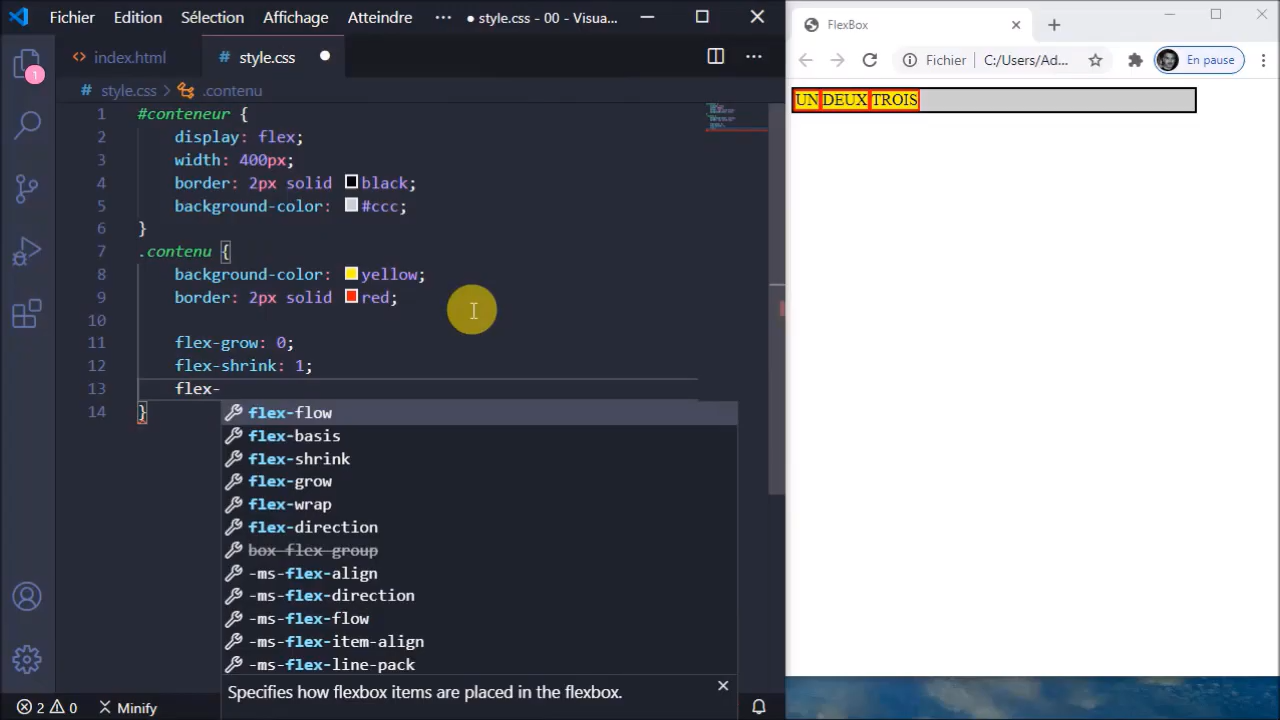 Fichier Edition Sélection Affichage Atteindre ··· ● style.css - 00 - Visua...
index.html # style.css ●
# style.css > .contenu
1 #conteneur {
2 display: flex;
3 width: 400px;
4 border: 2px solid black;
5 background-color: #ccc;
6 }
7 .contenu {
8 background-color: yellow;
9 border: 2px solid red;
10
11 flex-grow: 0;
12 flex-shrink: 1;
13 flex-
14 }
flex-flow
flex-basis
flex-shrink
flex-grow
flex-wrap
flex-direction
box-flex-group
-ms-flex-align
-ms-flex-direction
-ms-flex-flow
-ms-flex-item-align
-ms-flex-line-pack
Specifies how flexbox items are placed in the flexbox.
1
2 0 Minify
FlexBox
Fichier C:/Users/Ad... En pause
UN DEUX TROIS